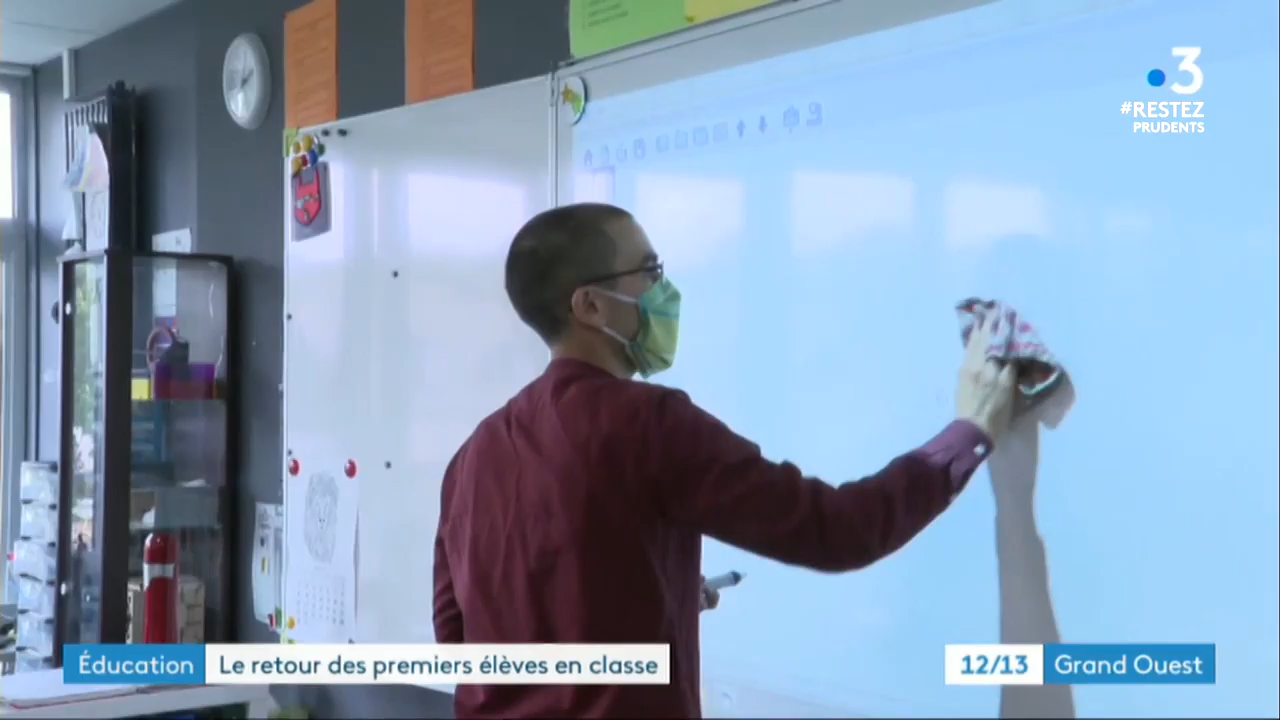 3
#RESTEZ
PRUDENTS
Éducation Le retour des premiers élèves en classe
12/13 Grand Ouest